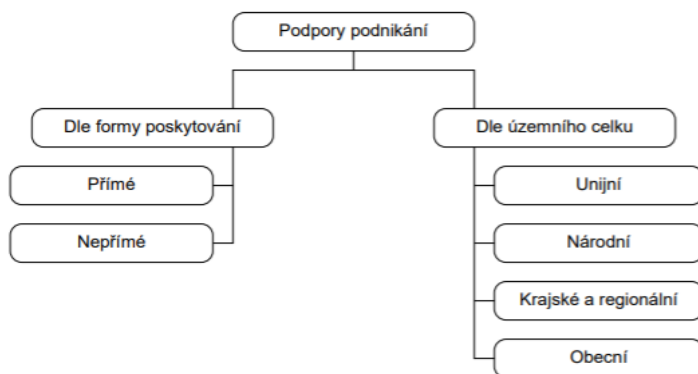 Podpory podnikání
Dle formy poskytování
Přímé
Nepřímé
Dle územního celku
Unijní
Národní
Krajské a regionální
Obecní